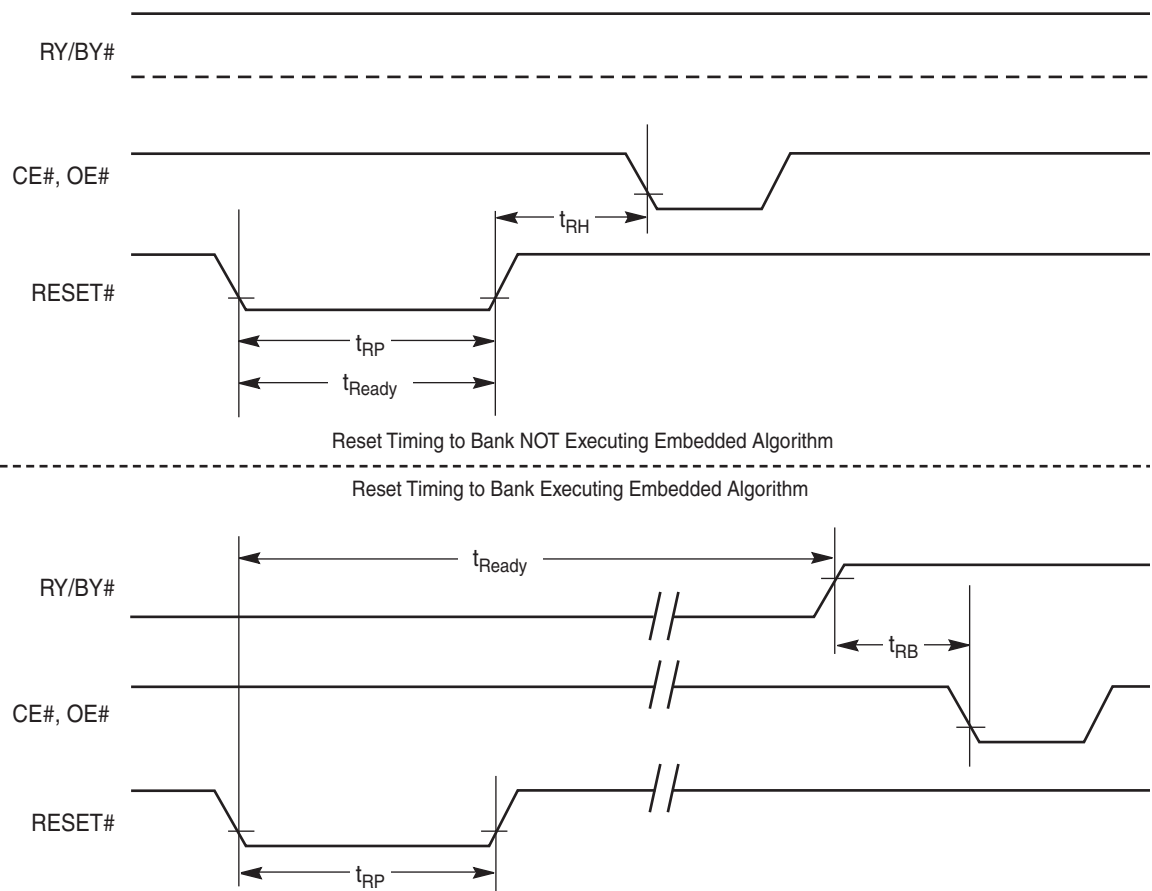 RY/BY#
CE#, OE#
tRH
RESET#
tRP
tReady
Reset Timing to Bank NOT Executing Embedded Algorithm
Reset Timing to Bank Executing Embedded Algorithm
tReady
RY/BY#
tRB
CE#, OE#
RESET#
tRP